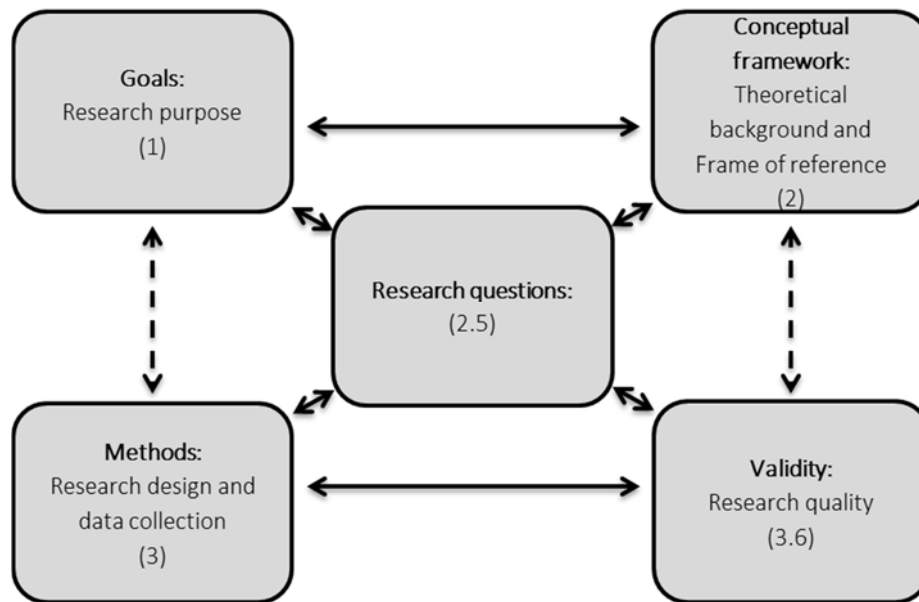 Goals:
Research purpose
(1)
Conceptual
framework:
Theoretical
background and
Frame of reference
(2)
Research questions:
(2.5)
Methods:
Research design and
data collection
(3)
Validity:
Research quality
(3.6)